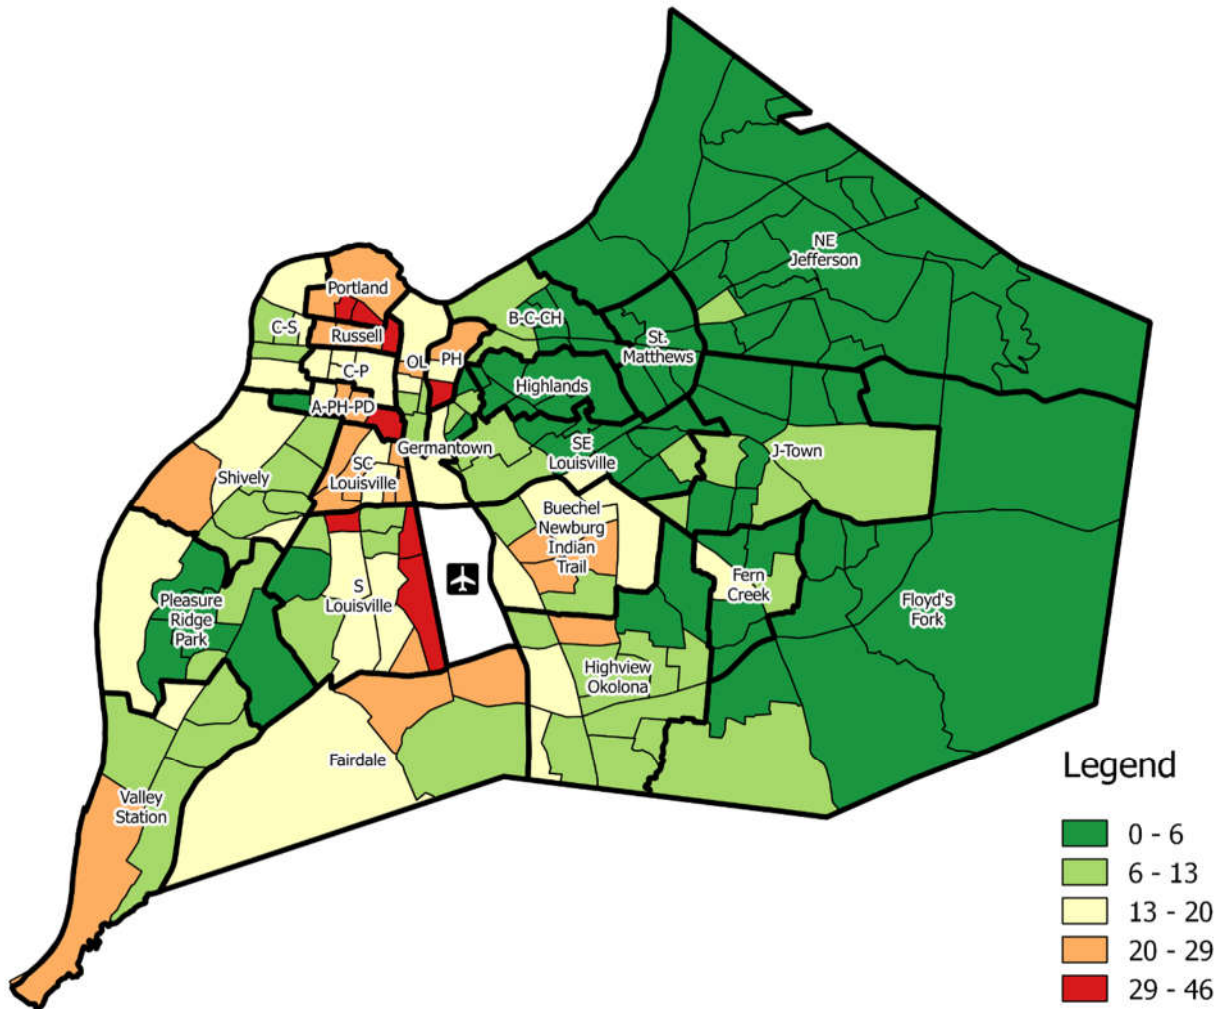 NE
Jefferson
Portland
C-S
Russell
B-C-CH
St.
Matthews
OL
PH
C-P
Highlands
A-PH-PD
Germantown
SE
Louisville
J-Town
SC
Louisville
Shively
Buechel
Newburg
Indian
Trail
S
Louisville
Fern
Creek
Pleasure
Ridge
Park
Floyd's
Fork
Highview
Okolona
Fairdale
Valley
Station
Legend
0 - 6
6 - 13
13 - 20
20 - 29
29 - 46